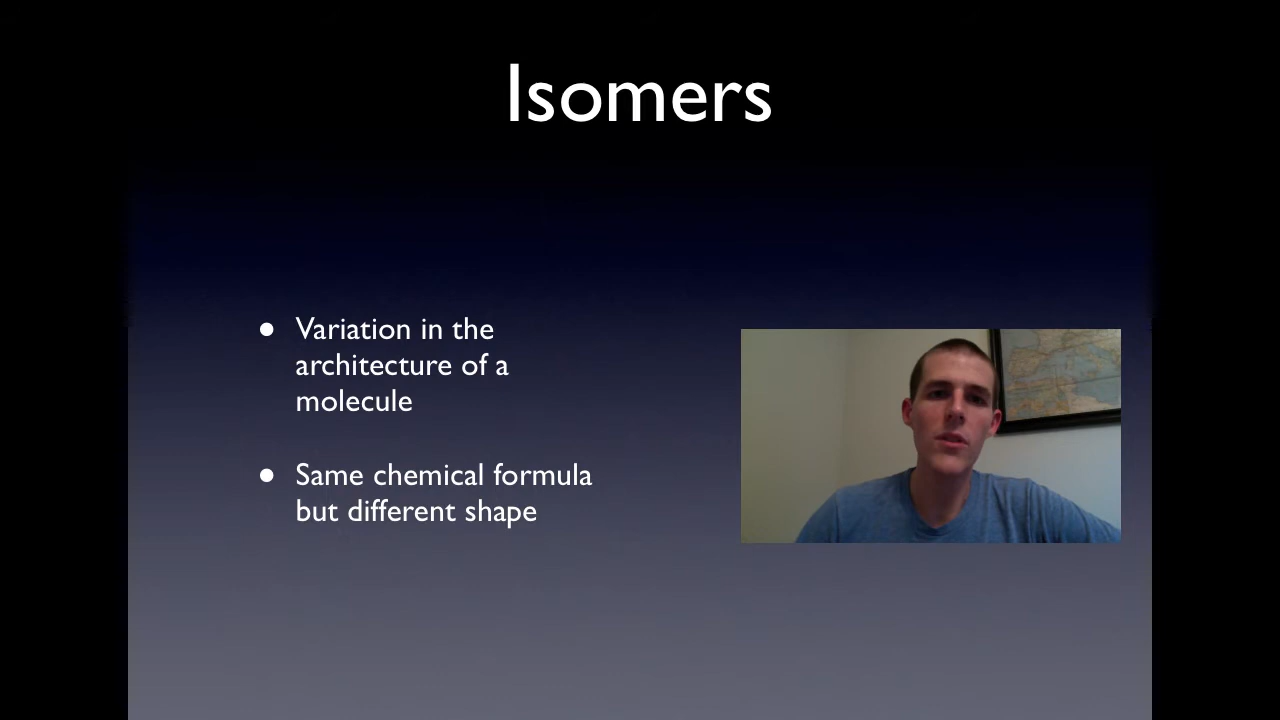 Isomers
● Variation in the
architecture of a
molecule
● Same chemical formula
but different shape